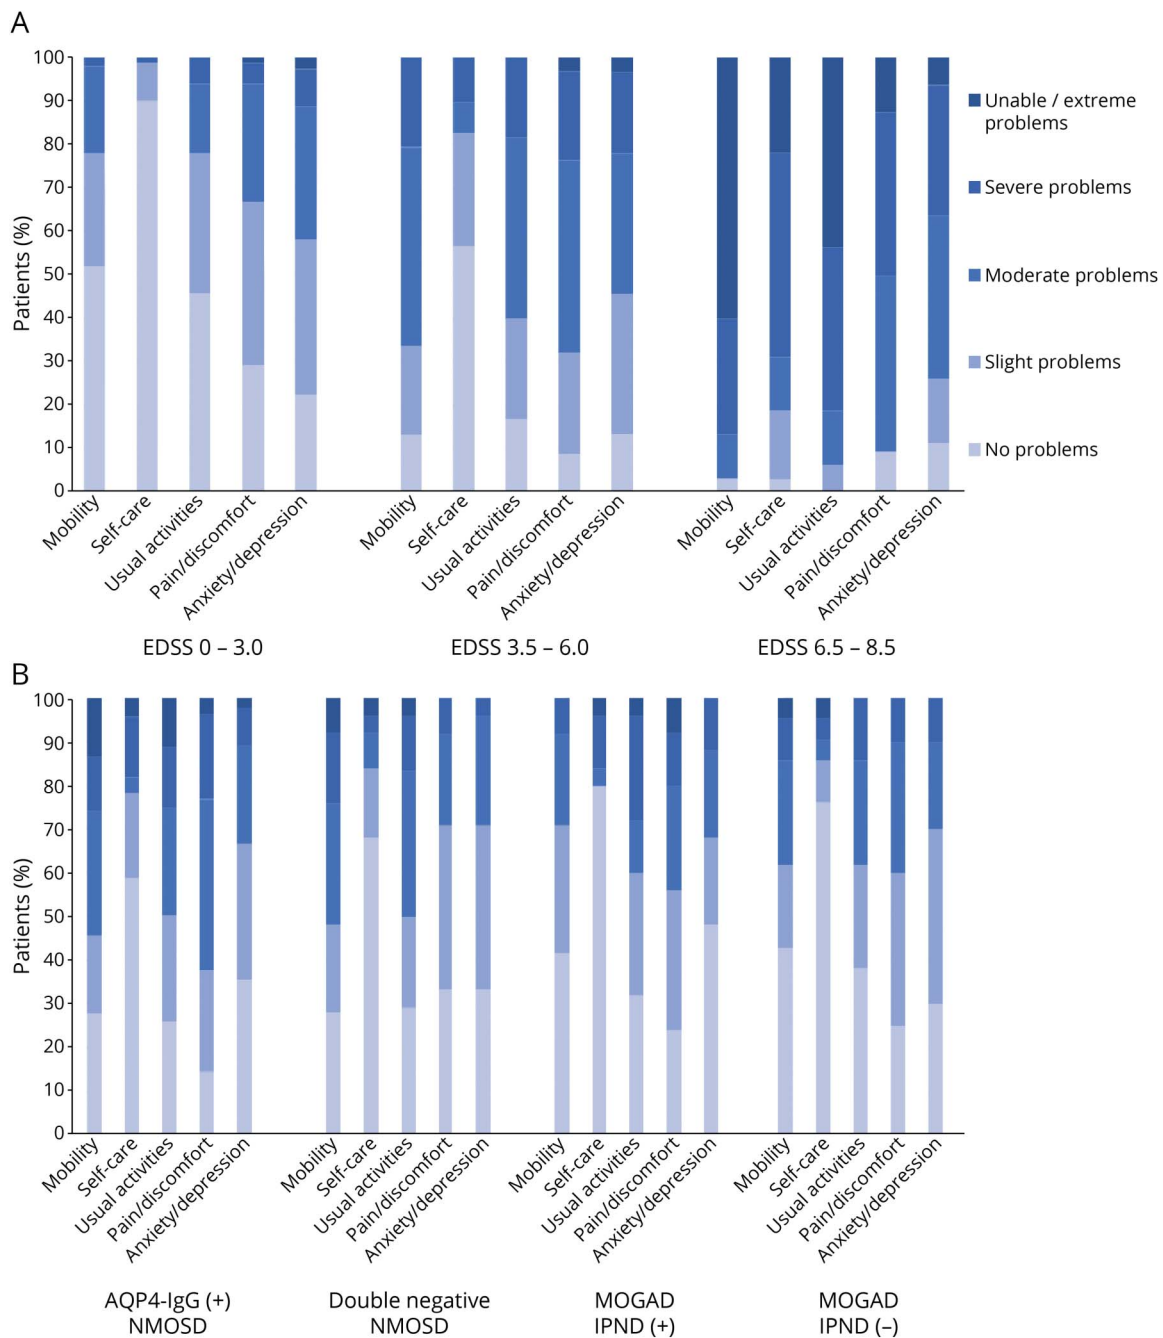 A
100
90
80
70
60
50
40
30
20
10
0
Patients (%)
Unable / extreme
problems
Severe problems
Moderate problems
Slight problems
No problems
Mobility
Self-care
Usual activities
Pain/discomfort
Anxiety/depression
Mobility
Self-care
Usual activities
Pain/discomfort
Anxiety/depression
Mobility
Self-care
Usual activities
Pain/discomfort
Anxiety/depression
EDSS 0 – 3.0
EDSS 3.5 – 6.0
EDSS 6.5 – 8.5
B
100
90
80
70
60
50
40
30
20
10
0
Patients (%)
Mobility
Self-care
Usual activities
Pain/discomfort
Anxiety/depression
Mobility
Self-care
Usual activities
Pain/discomfort
Anxiety/depression
Mobility
Self-care
Usual activities
Pain/discomfort
Anxiety/depression
Mobility
Self-care
Usual activities
Pain/discomfort
Anxiety/depression
AQP4-IgG (+)
NMOSD
Double negative
NMOSD
MOGAD
IPND (+)
MOGAD
IPND (–)